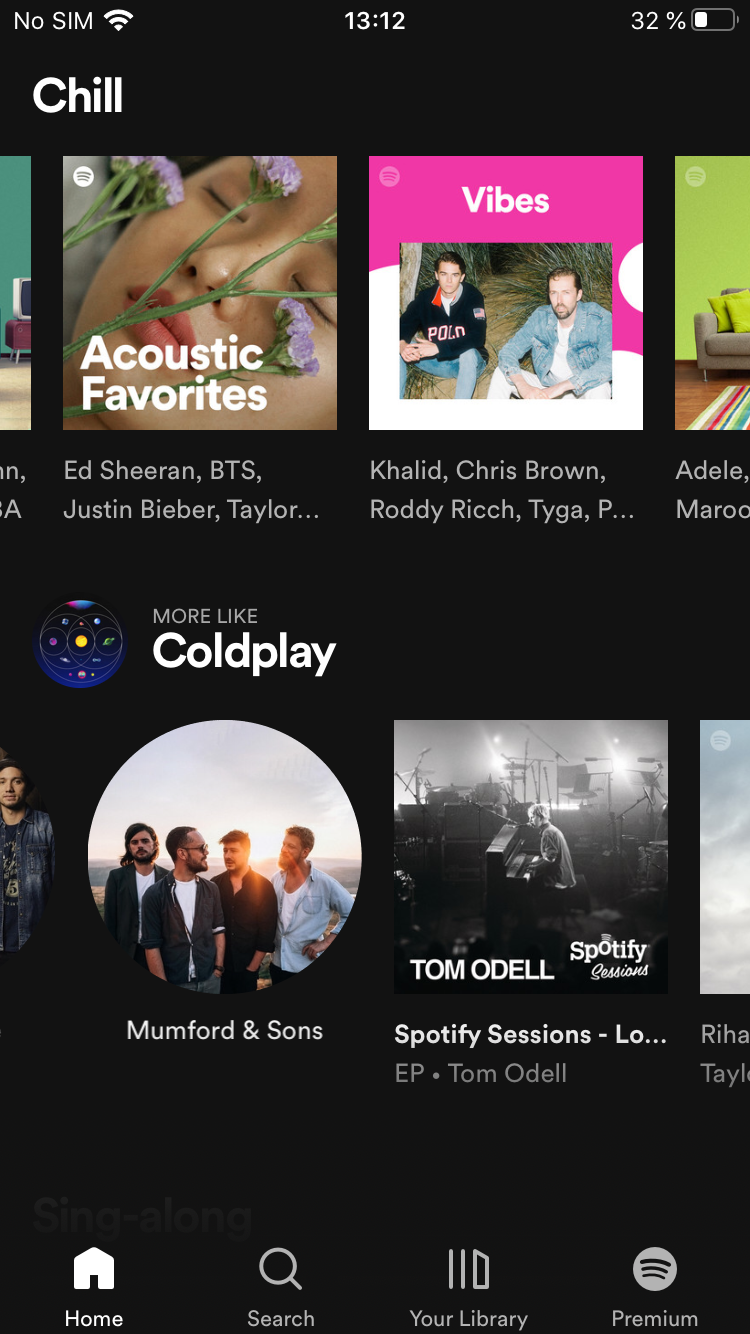 No SIM 13:12 32 %
Chill
Vibes
POLO
Acoustic
Favorites
Ed Sheeran, BTS,
Justin Bieber, Taylor...
Khalid, Chris Brown,
Roddy Ricch, Tyga, P...
Adele,
Maroo
MORE LIKE
Coldplay
TOM ODELL
Spotify
Sessions
Mumford & Sons
Spotify Sessions - Lo...
EP • Tom Odell
Riha
Taylo
Sing-along
Home
Search
Your Library
Premium